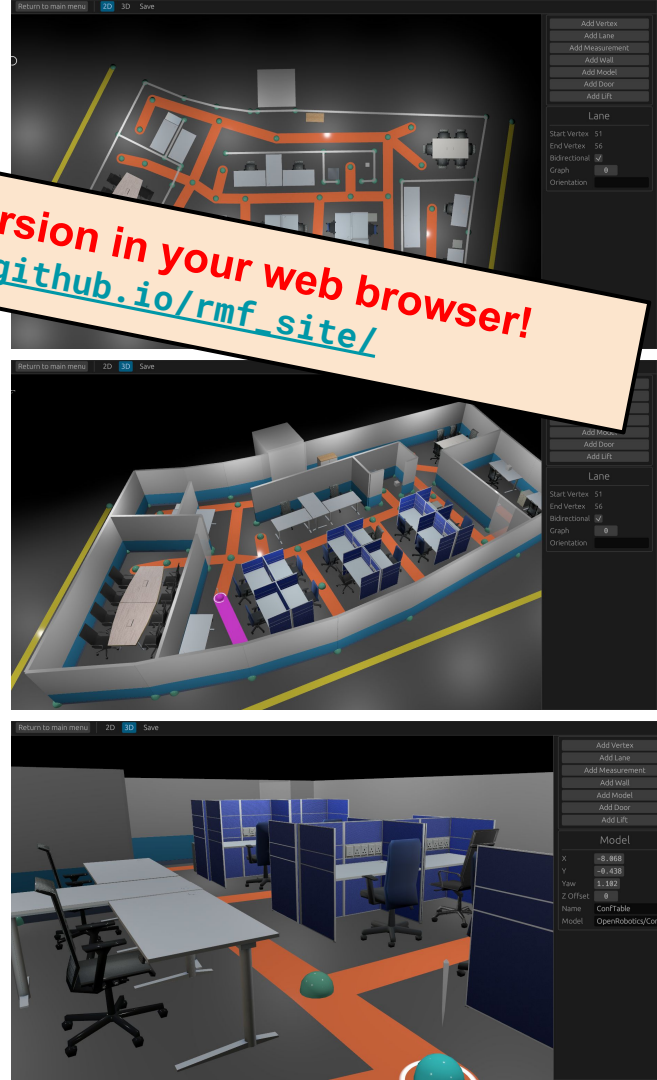 Return to main menu 2D 3D Save
Add Vertex
Add Lane
Add Measurement
Add Wall
Add Model
Add Door
Add Lift
Lane
Start Vertex 51
End Vertex 56
Bidirectional
Graph 0
Orientation
rsion in your web browser!
github.io/rmf_site/
Return to main menu 2D 3D Save
Add Model
Add Door
Add Lift
Lane
Start Vertex 51
End Vertex 56
Bidirectional
Graph 0
Orientation
Return to main menu 2D 3D Save
Add Vertex
Add Lane
Add Measurement
Add Wall
Add Model
Add Door
Add Lift
Model
X -8.068
Y -0.438
Yaw 1.102
Z Offset 0
Name ConfTable
Model OpenRobotics/Con